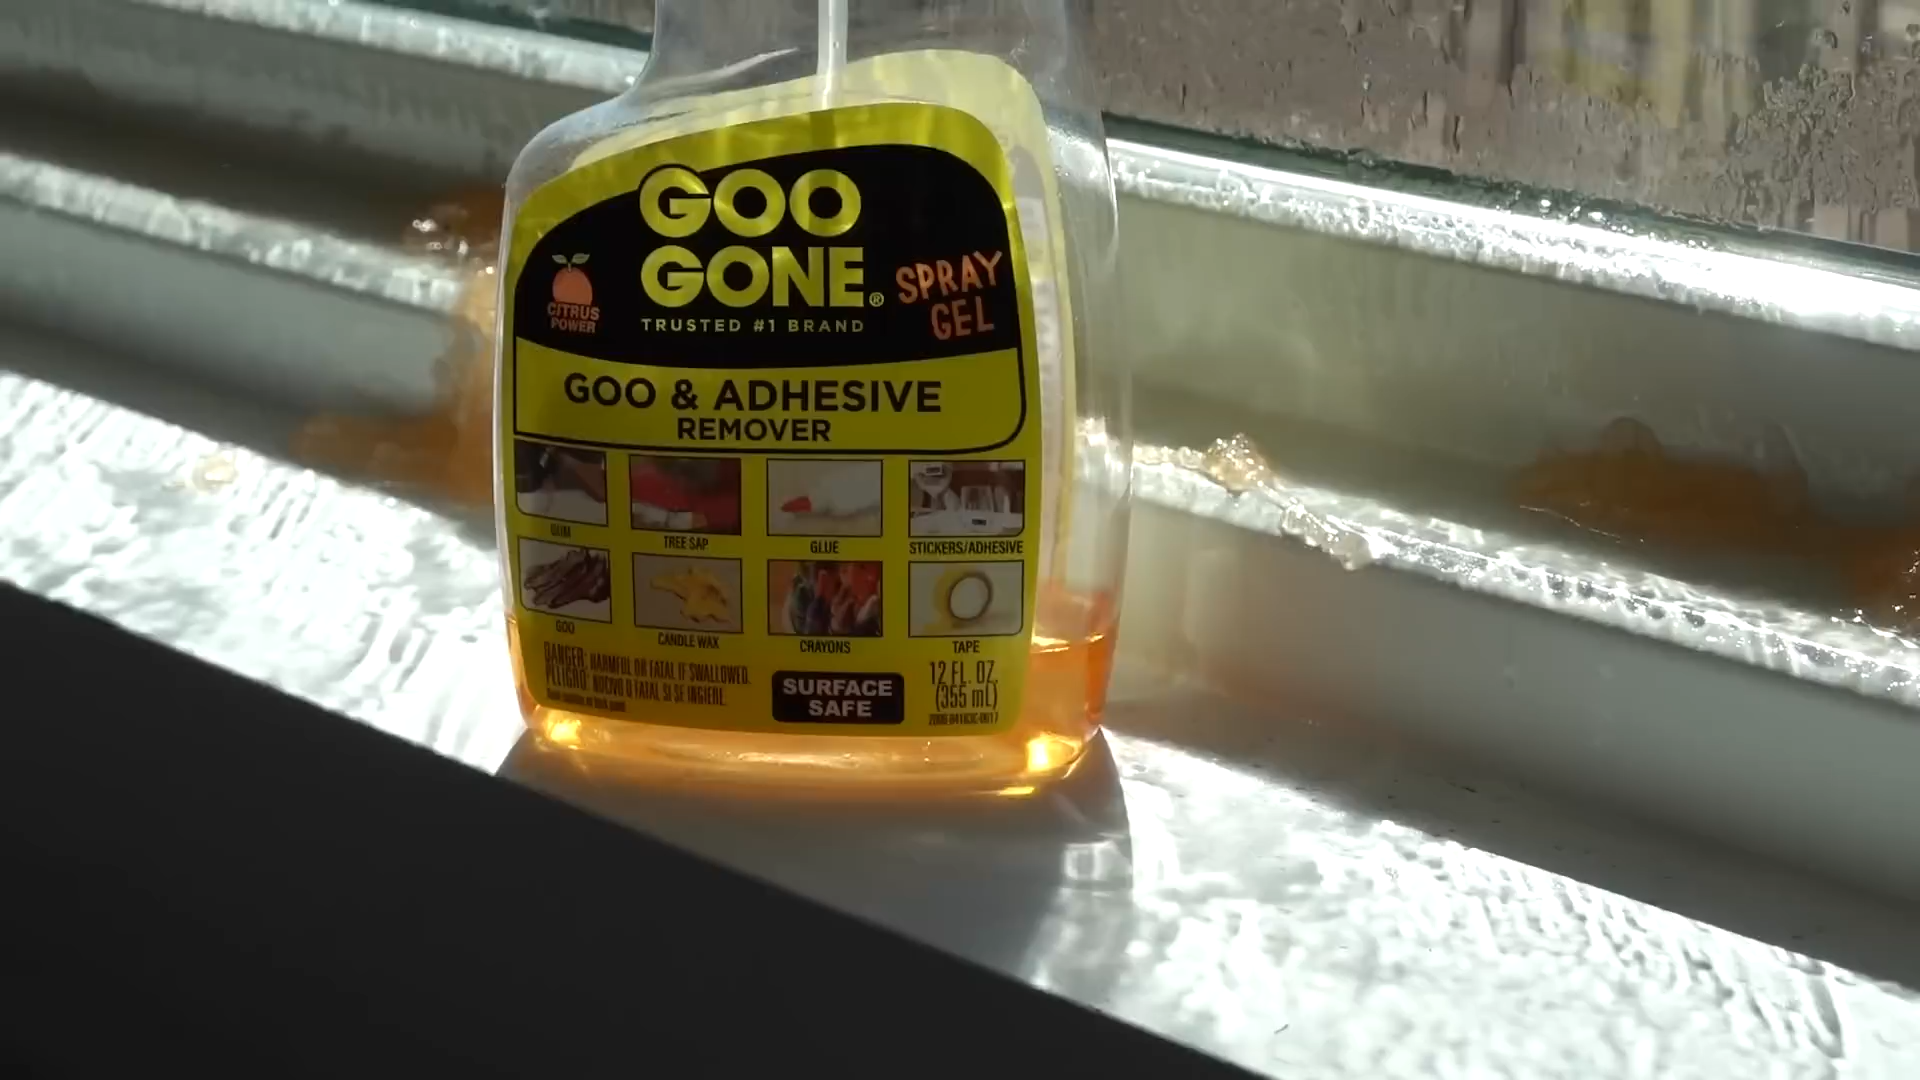 GOO
GONE®
TRUSTED #1 BRAND
CITRUS
POWER
SPRAY
GEL
GOO & ADHESIVE
REMOVER
GUM
TREE SAP
GLUE
STICKERS/ADHESIVE
GOO
CANDLE WAX
CRAYONS
TAPE
DANGER: HARMFUL OR FATAL IF SWALLOWED.
PELIGRO: NOCIVO O FATAL SI SE INGIERE.
SURFACE
SAFE
12 FL. OZ.
(355 mL)